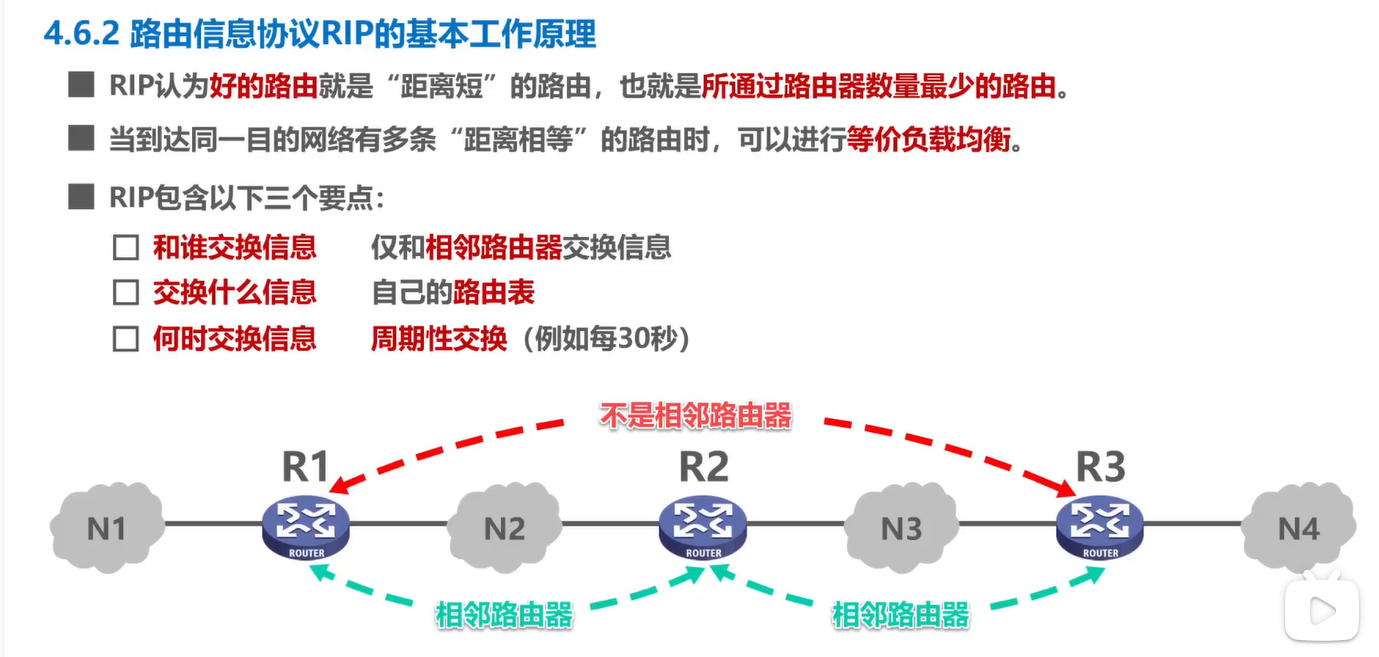 4.6.2 路由信息协议RIP的基本工作原理
RIP认为好的路由就是“距离短”的路由，也就是所通过路由器数量最少的路由。
当到达同一目的网络有多条“距离相等”的路由时，可以进行等价负载均衡。
RIP包含以下三个要点：
和谁交换信息 仅和相邻路由器交换信息
交换什么信息 自己的路由表
何时交换信息 周期性交换（例如每30秒）
不是相邻路由器
R1 R2 R3
N1 N2 N3 N4
ROUTER ROUTER ROUTER
相邻路由器 相邻路由器